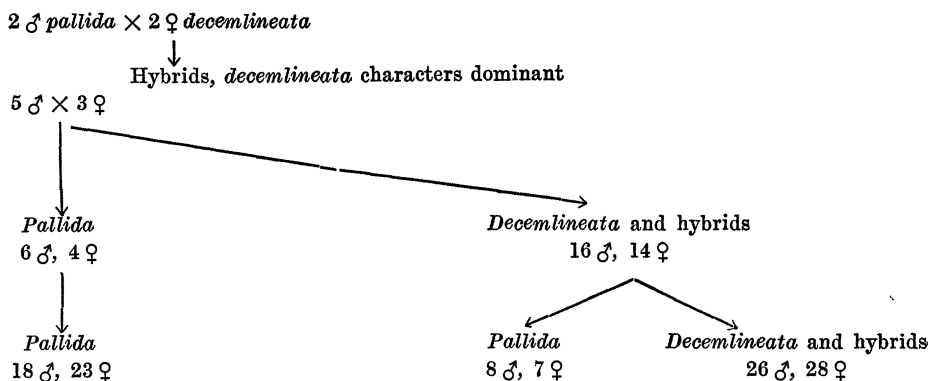 2 ♂ pallida × 2 ♀ decemlineata
Hybrids, decemlineata characters dominant
5 ♂ × 3 ♀
Pallida
6 ♂, 4 ♀
Decemlineata and hybrids
16 ♂, 14 ♀
Pallida
18 ♂, 23 ♀
Pallida
8 ♂, 7 ♀
Decemlineata and hybrids
26 ♂, 28 ♀